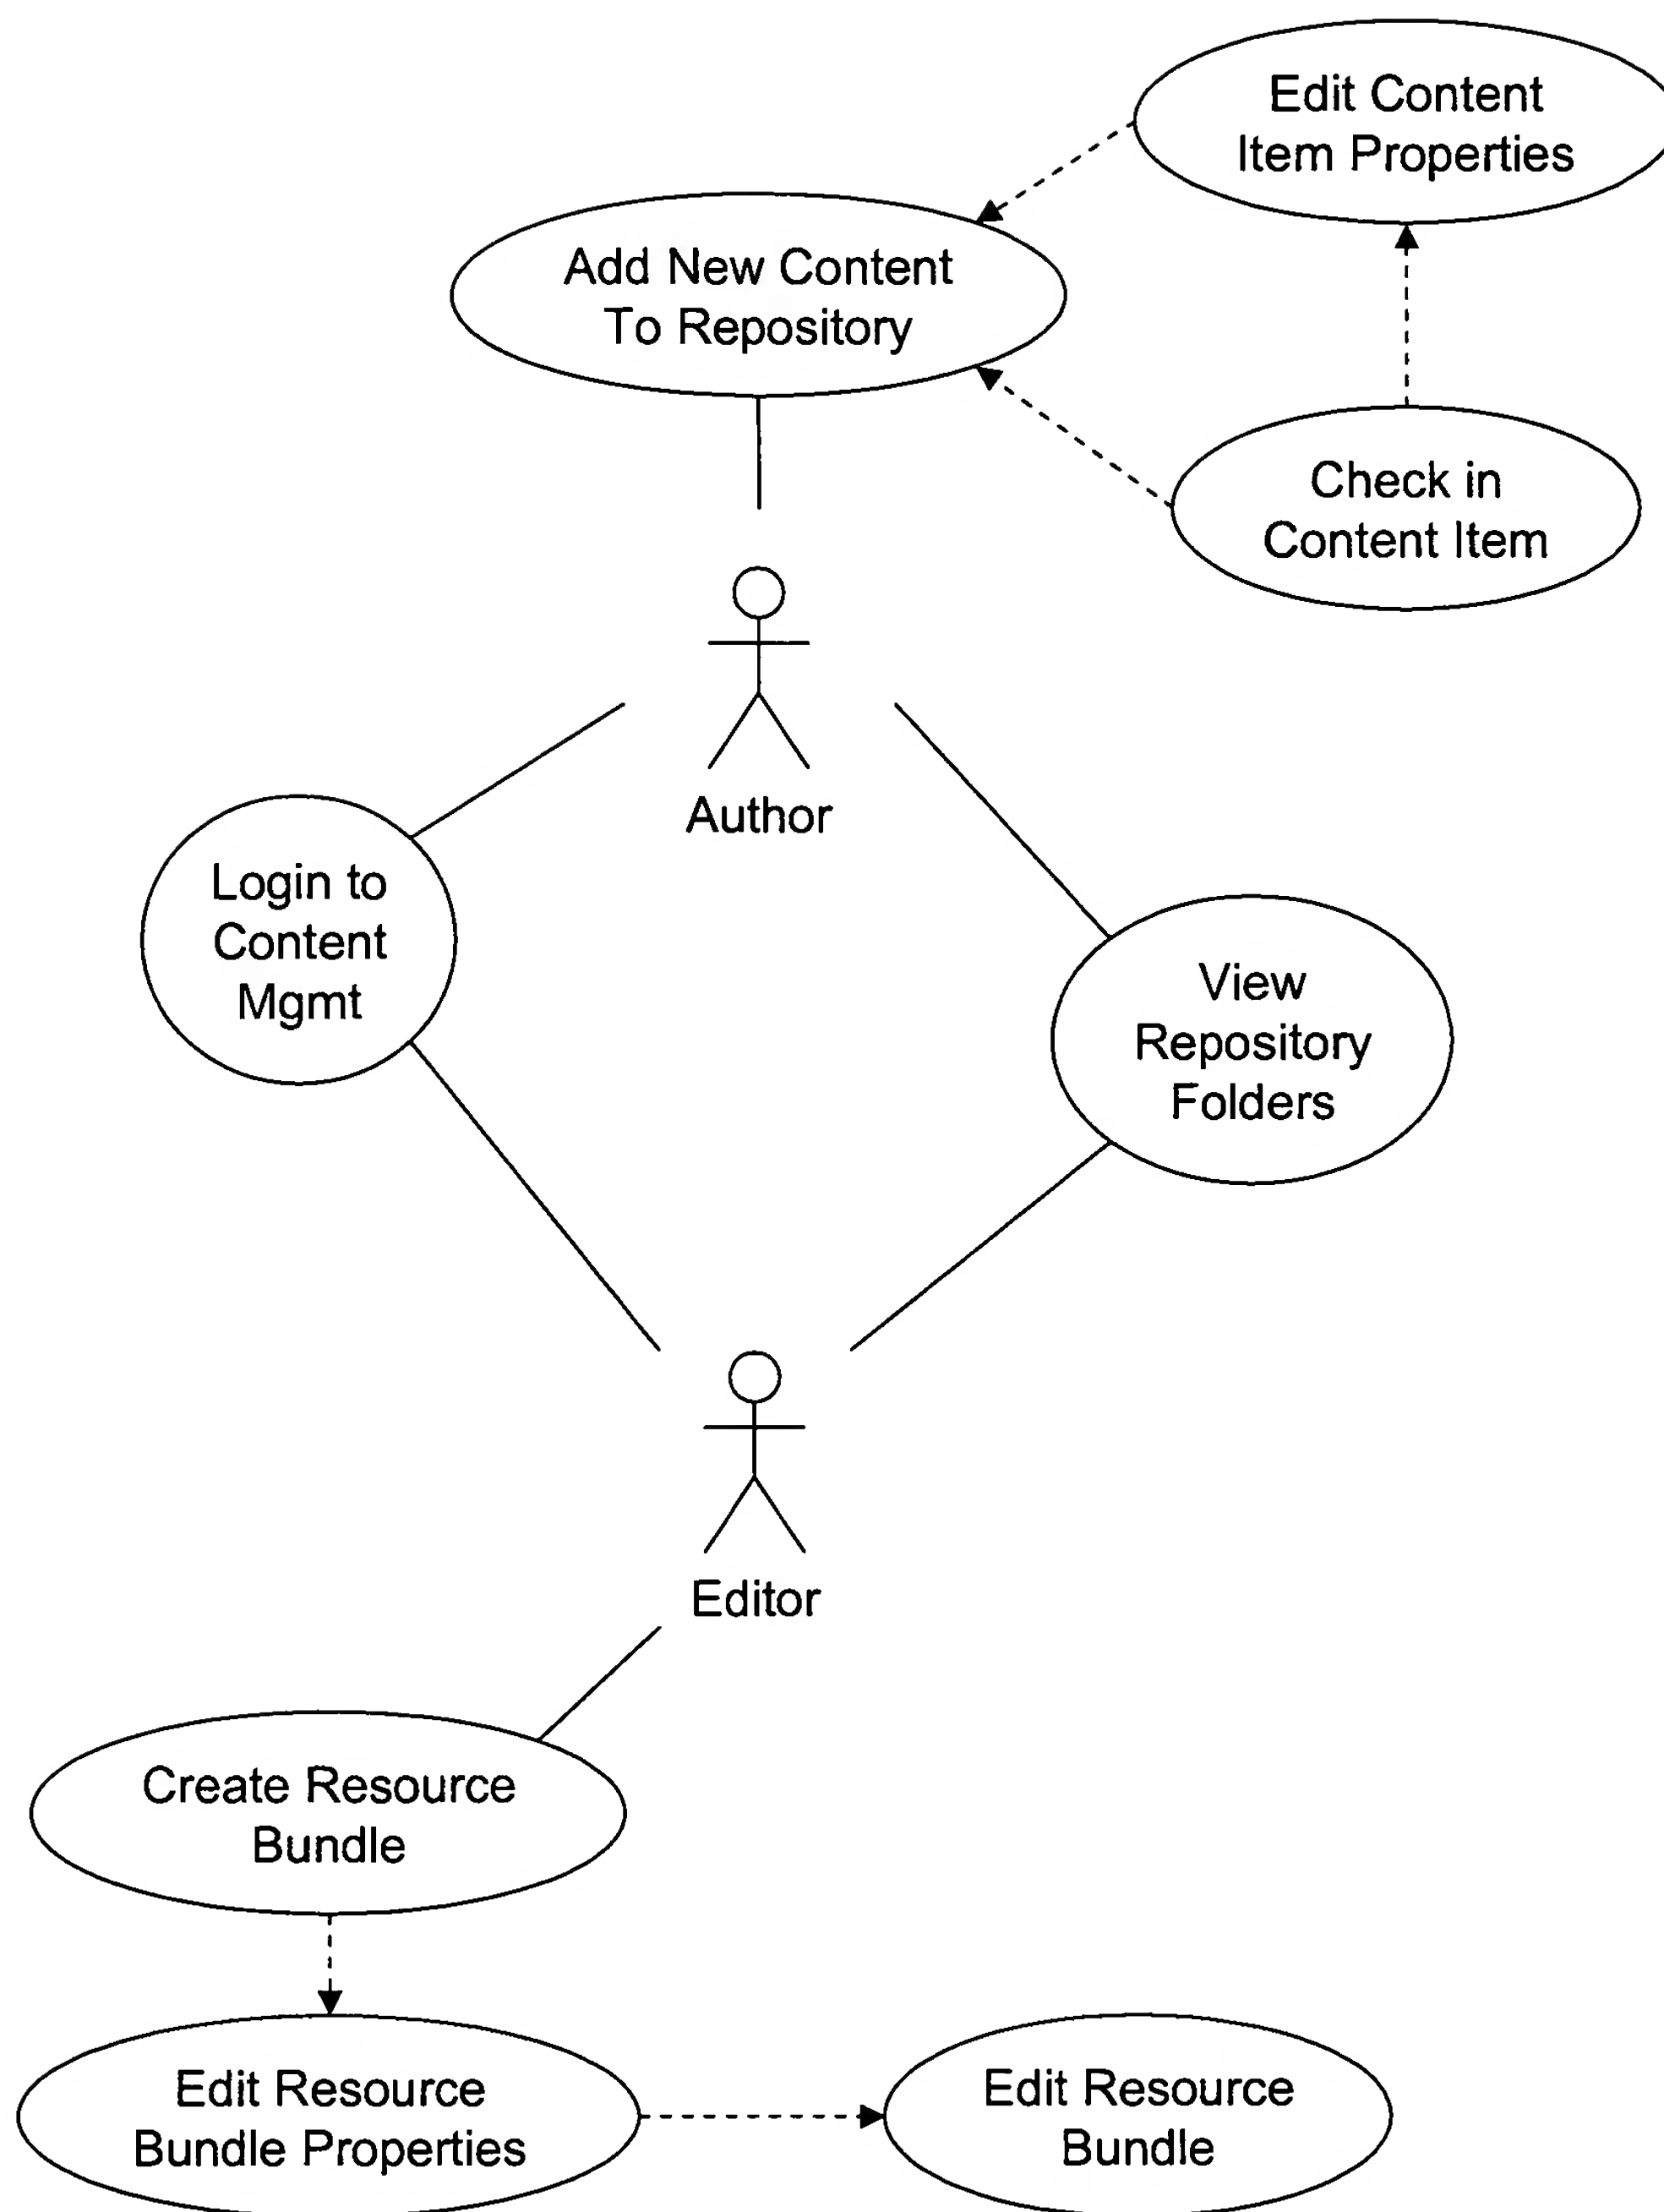 Edit Content
Item Properties
Add New Content
To Repository
Check in
Content Item
Author
Login to
Content
Mgmt
View
Repository
Folders
Editor
Create Resource
Bundle
Edit Resource
Bundle Properties
Edit Resource
Bundle